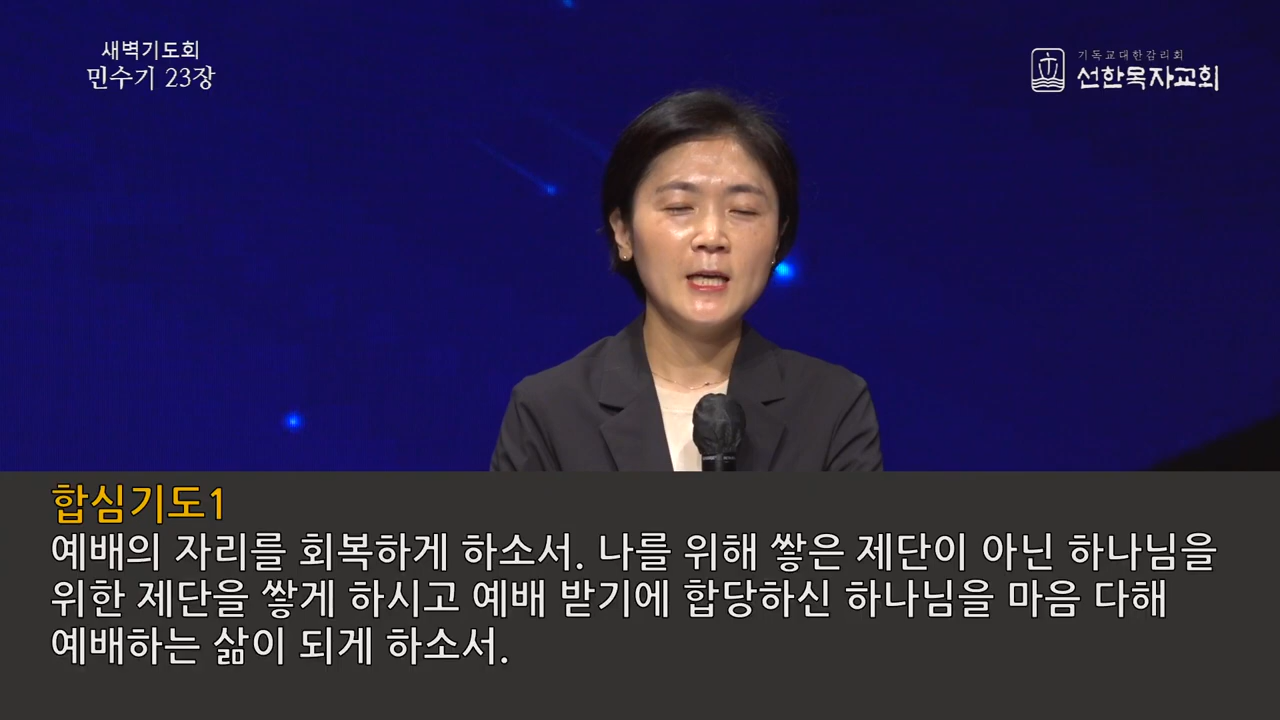 새벽기도회
민수기 23장
기독교대한감리회
선한목자교회
합심기도1
예배의 자리를 회복하게 하소서. 나를 위해 쌓은 제단이 아닌 하나님을
위한 제단을 쌓게 하시고 예배 받기에 합당하신 하나님을 마음 다해
예배하는 삶이 되게 하소서.